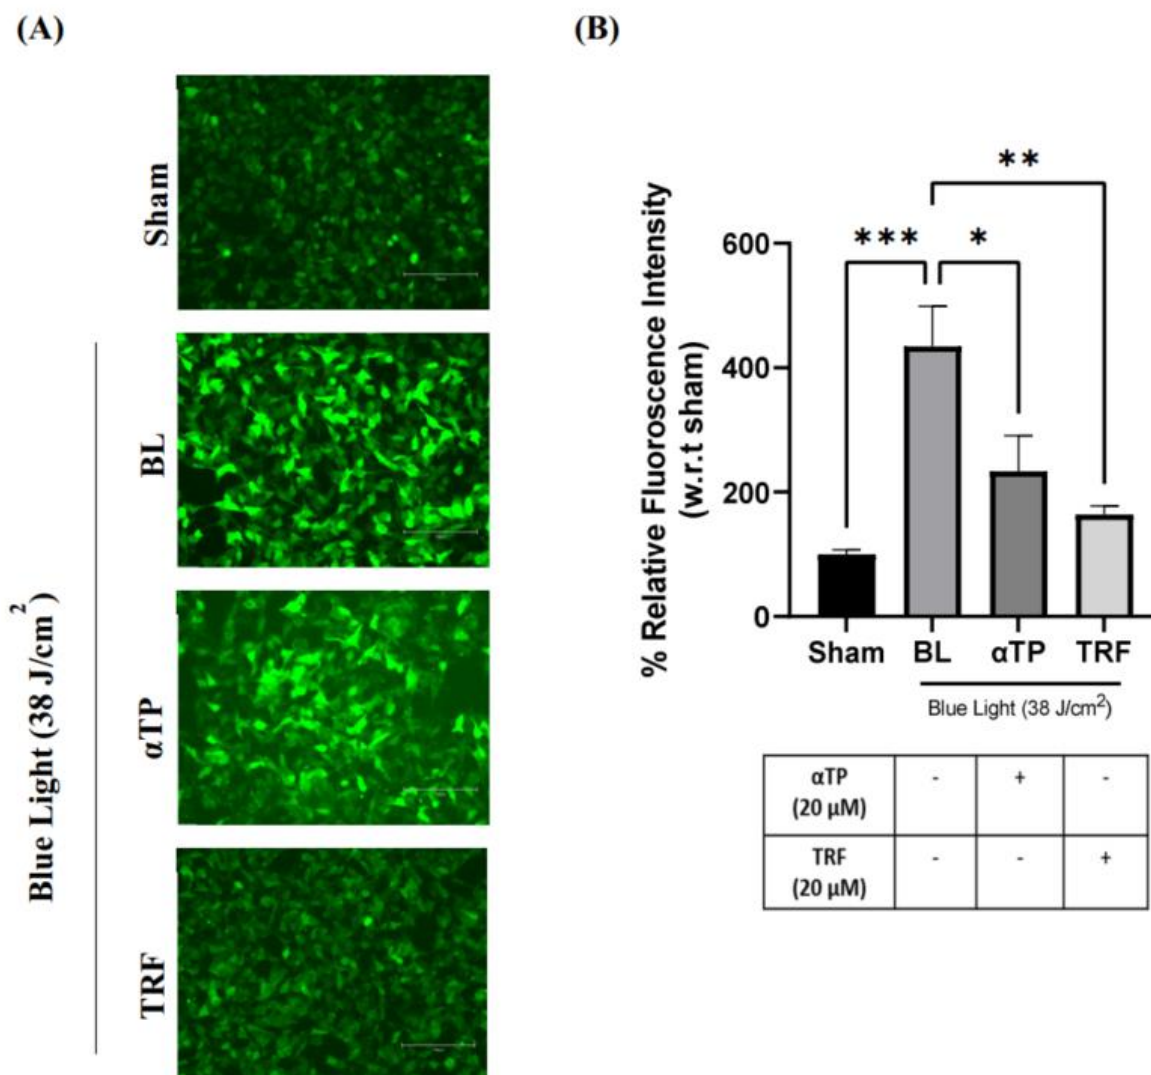 (A)
Sham
BL
αTP
TRF
Blue Light (38 J/cm²)
(B)
% Relative Fluoroscence Intensity
(w.r.t sham)
600
400
200
0
***
*
**
Sham BL αTP TRF
Blue Light (38 J/cm²)
αTP - + -
(20 µM)
TRF - - +
(20 µM)